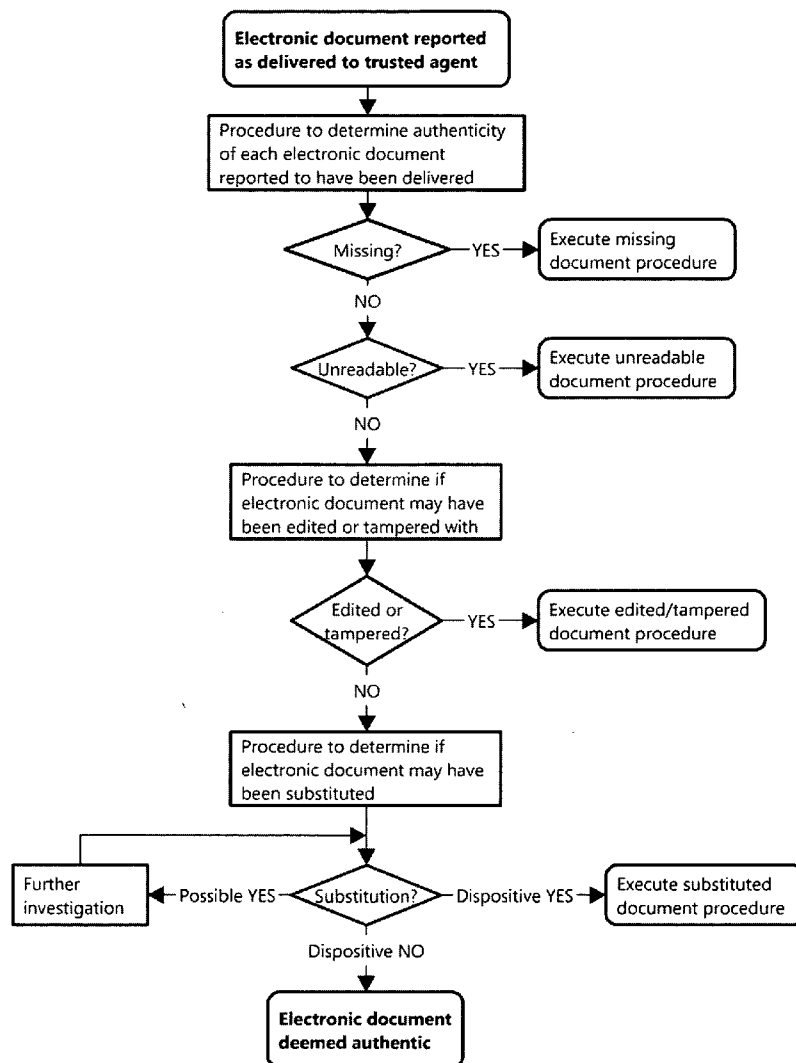 Electronic document reported
as delivered to trusted agent
Procedure to determine authenticity
of each electronic document
reported to have been delivered
Missing?
YES
Execute missing
document procedure
NO
Unreadable?
YES
Execute unreadable
document procedure
NO
Procedure to determine if
electronic document may have
been edited or tampered with
Edited or
tampered?
YES
Execute edited/tampered
document procedure
NO
Procedure to determine if
electronic document may have
been substituted
Further
investigation
Possible YES
Substitution?
Dispositive YES
Execute substituted
document procedure
Dispositive NO
Electronic document
deemed authentic